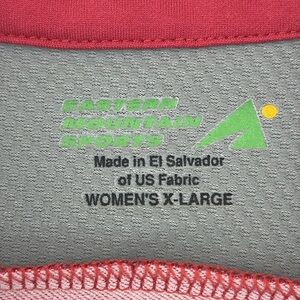 EASTERN
MOUNTAIN
SPORTS
Made in El Salvador
of US Fabric
WOMEN'S X-LARGE